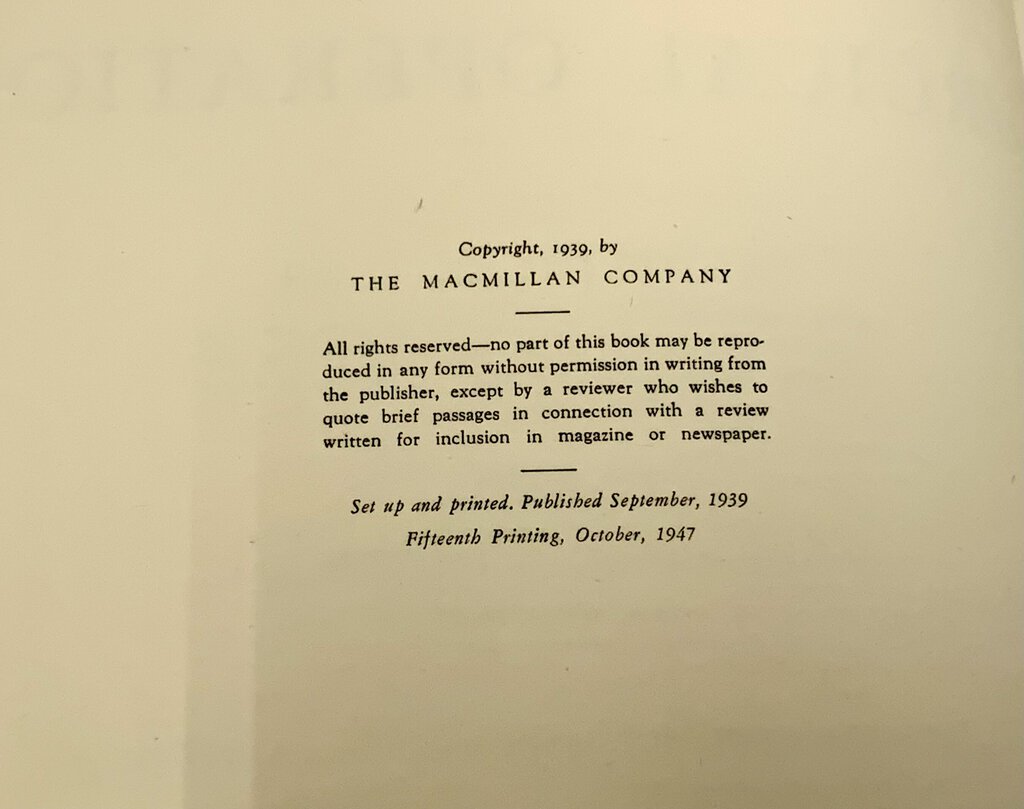 Copyright, 1939, by
THE MACMILLAN COMPANY
All rights reserved—no part of this book may be repro-
duced in any form without permission in writing from
the publisher, except by a reviewer who wishes to
quote brief passages in connection with a review
written for inclusion in magazine or newspaper.
Set up and printed. Published September, 1939
Fifteenth Printing, October, 1947